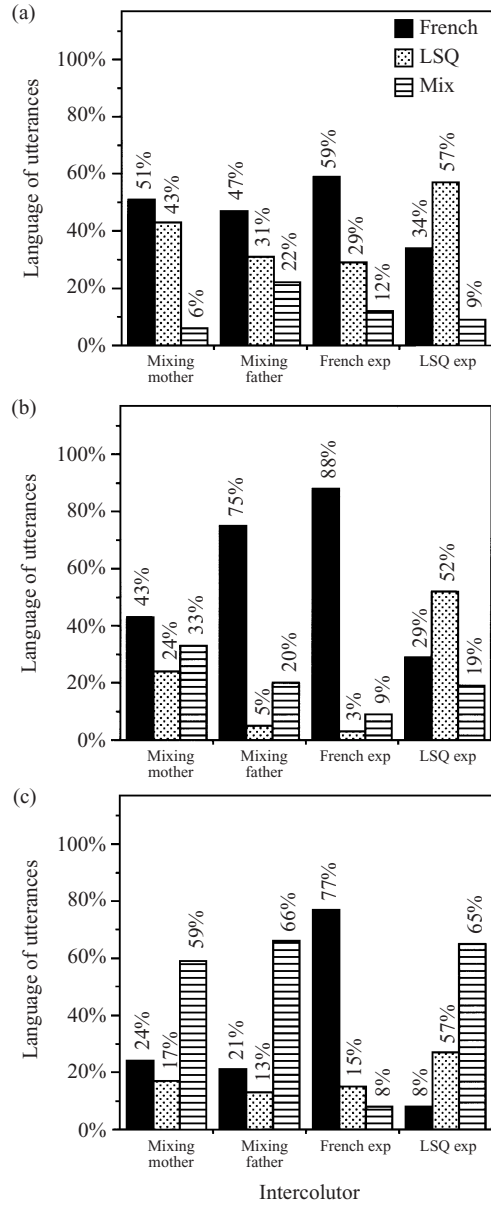 (a)
French
LSQ
Mix
Language of utterances
100%
80%
60%
40%
20%
0%
51%
43%
6%
47%
31%
22%
59%
29%
12%
34%
57%
9%
Mixing
mother
Mixing
father
French exp
LSQ exp
(b)
Language of utterances
100%
80%
60%
40%
20%
0%
43%
24%
33%
75%
5%
20%
88%
3%
9%
29%
52%
19%
Mixing
mother
Mixing
father
French exp
LSQ exp
(c)
Language of utterances
100%
80%
60%
40%
20%
0%
24%
17%
59%
21%
13%
66%
77%
15%
8%
8%
57%
65%
Mixing
mother
Mixing
father
French exp
LSQ exp
Intercolutor